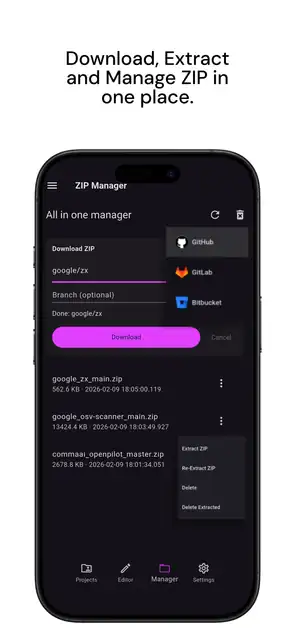 Download, Extract
and Manage ZIP in
one place.
ZIP Manager
All in one manager
GitHub
GitLab
Bitbucket
Download ZIP
google/zx
Branch (optional)
Done: google/zx
Download
Cancel
google_zx_main.zip
562.6 KB · 2026-02-09 18:05:00.119
google_osv-scanner_main.zip
13424.4 KB · 2026-02-09 18:03:49.927
commaai_openpilot_master.zip
2678.8 KB · 2026-02-09 18:01:34.051
Extract ZIP
Re-Extract ZIP
Delete
Delete Extracted
Projects
Editor
Manager
Settings